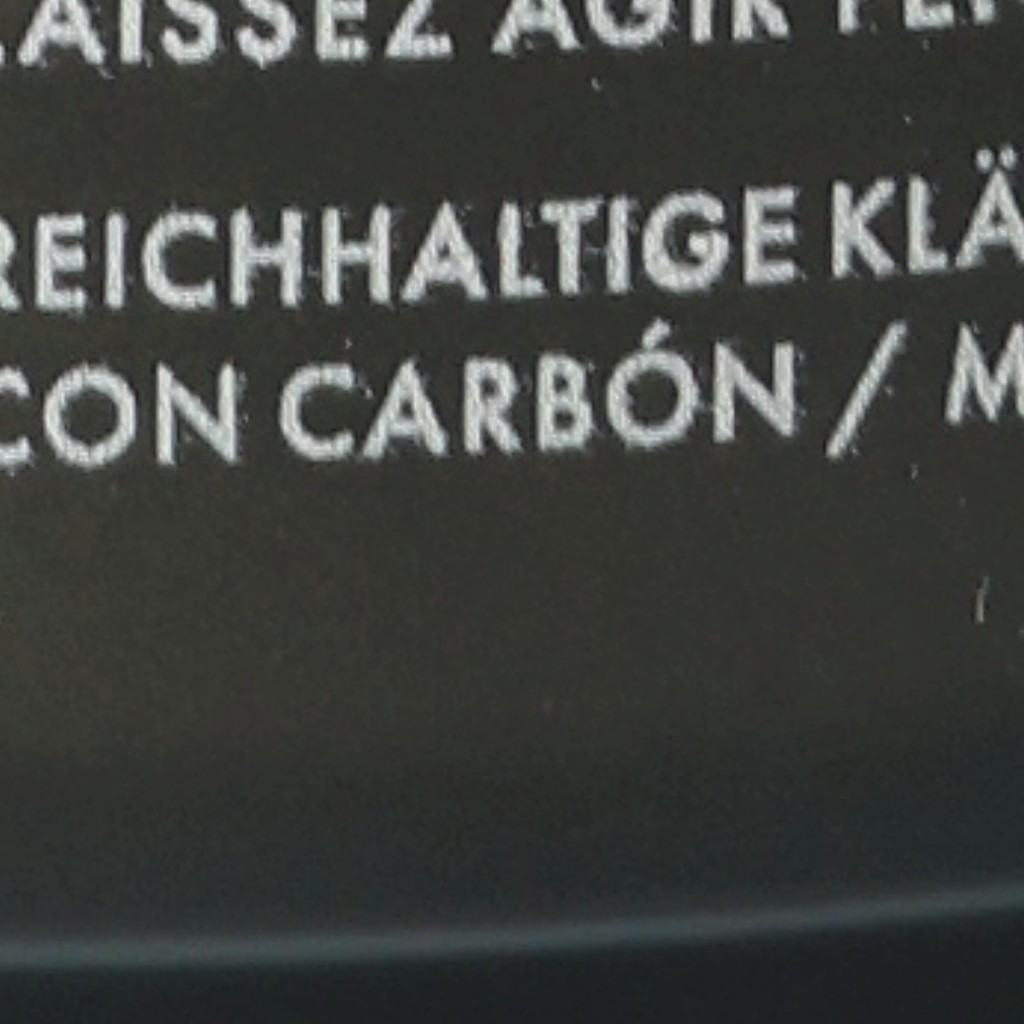 LAISSEZ AGIR
REICHHALTIGE KLÄ
CON CARBÓN / M